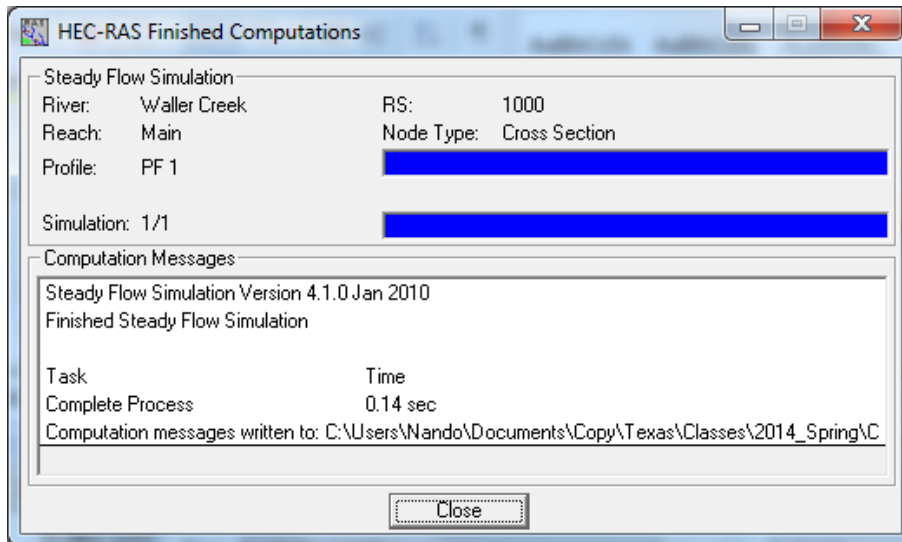 HEC-RAS Finished Computations
Steady Flow Simulation
River: Waller Creek RS: 1000
Reach: Main Node Type: Cross Section
Profile: PF 1
Simulation: 1/1
Computation Messages
Steady Flow Simulation Version 4.1.0 Jan 2010
Finished Steady Flow Simulation
Task Time
Complete Process 0.14 sec
Computation messages written to: C:\Users\Nando\Documents\Copy\Texas\Classes\2014_Spring\C
Close